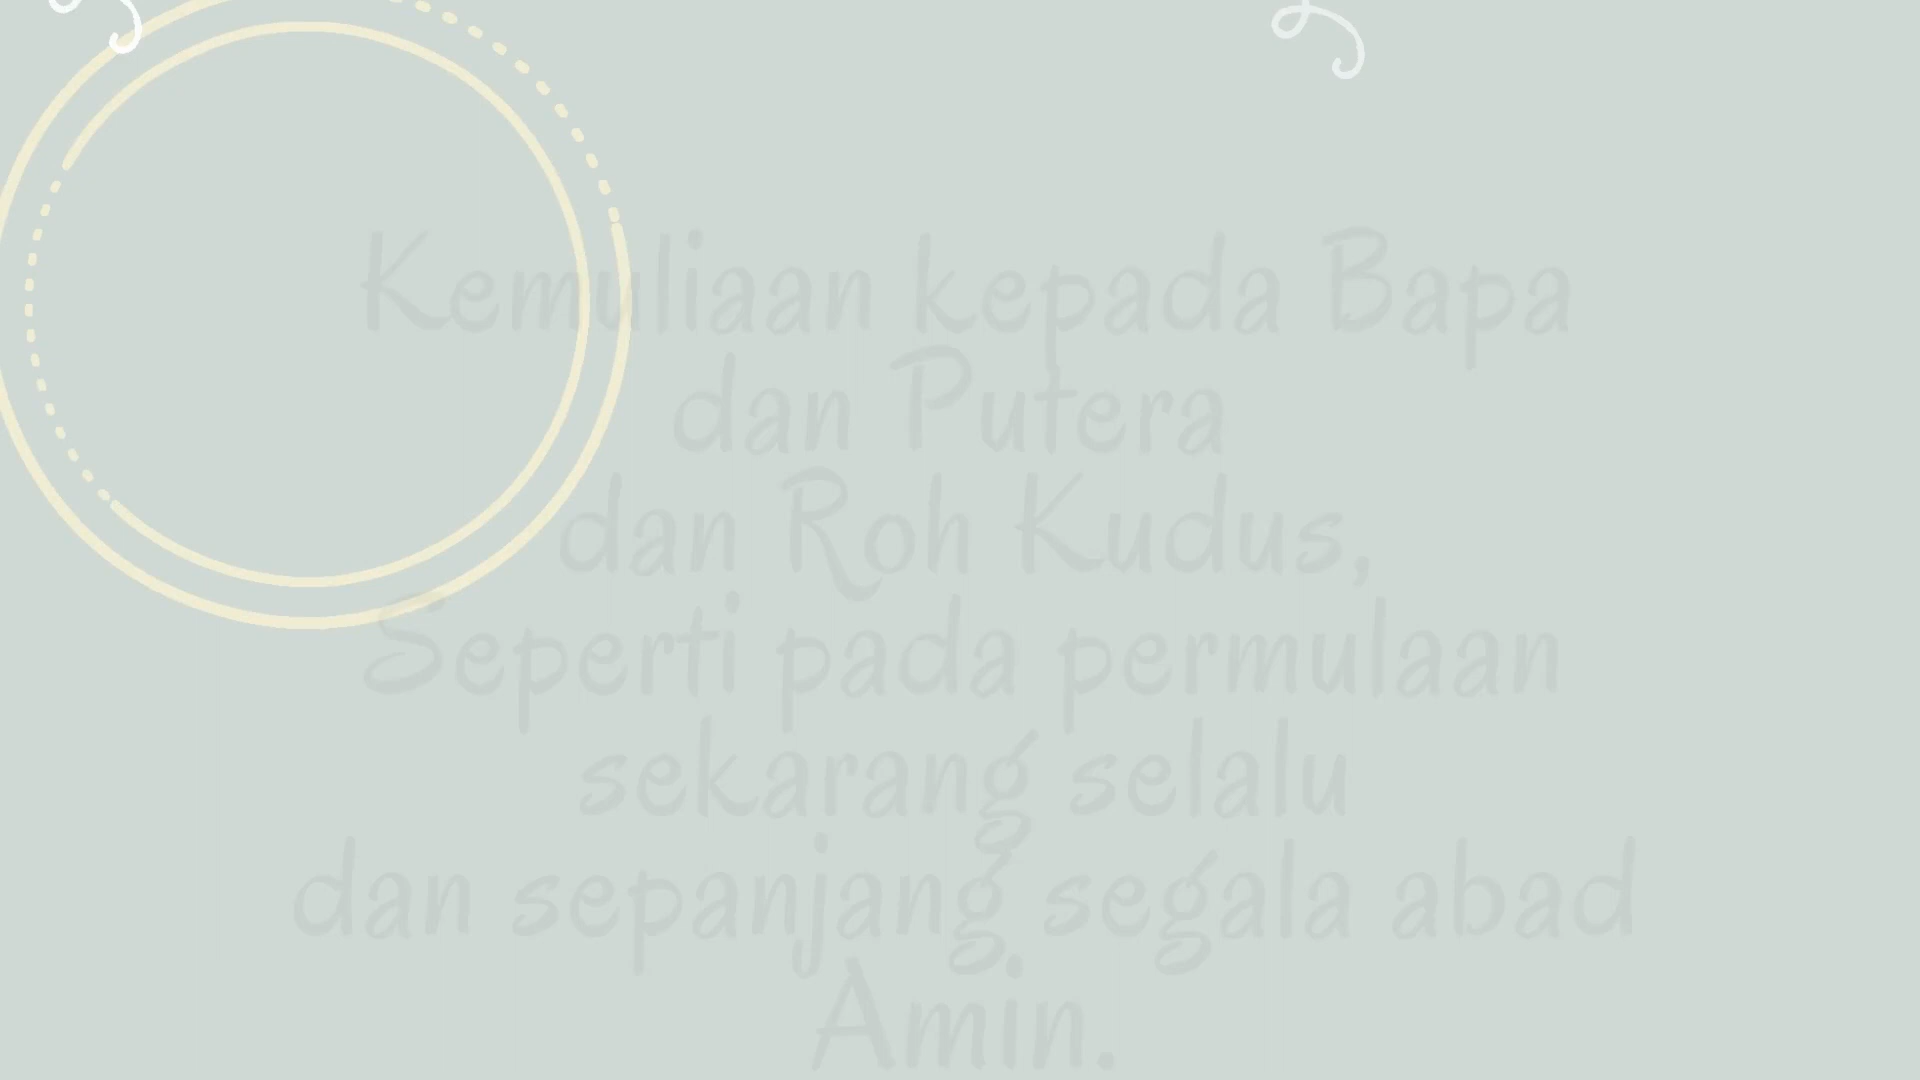 Kemuliaan kepada Bapa
dan Putera
dan Roh Kudus,
Seperti pada permulaan
sekarang selalu
dan sepanjang segala abad
Amin.